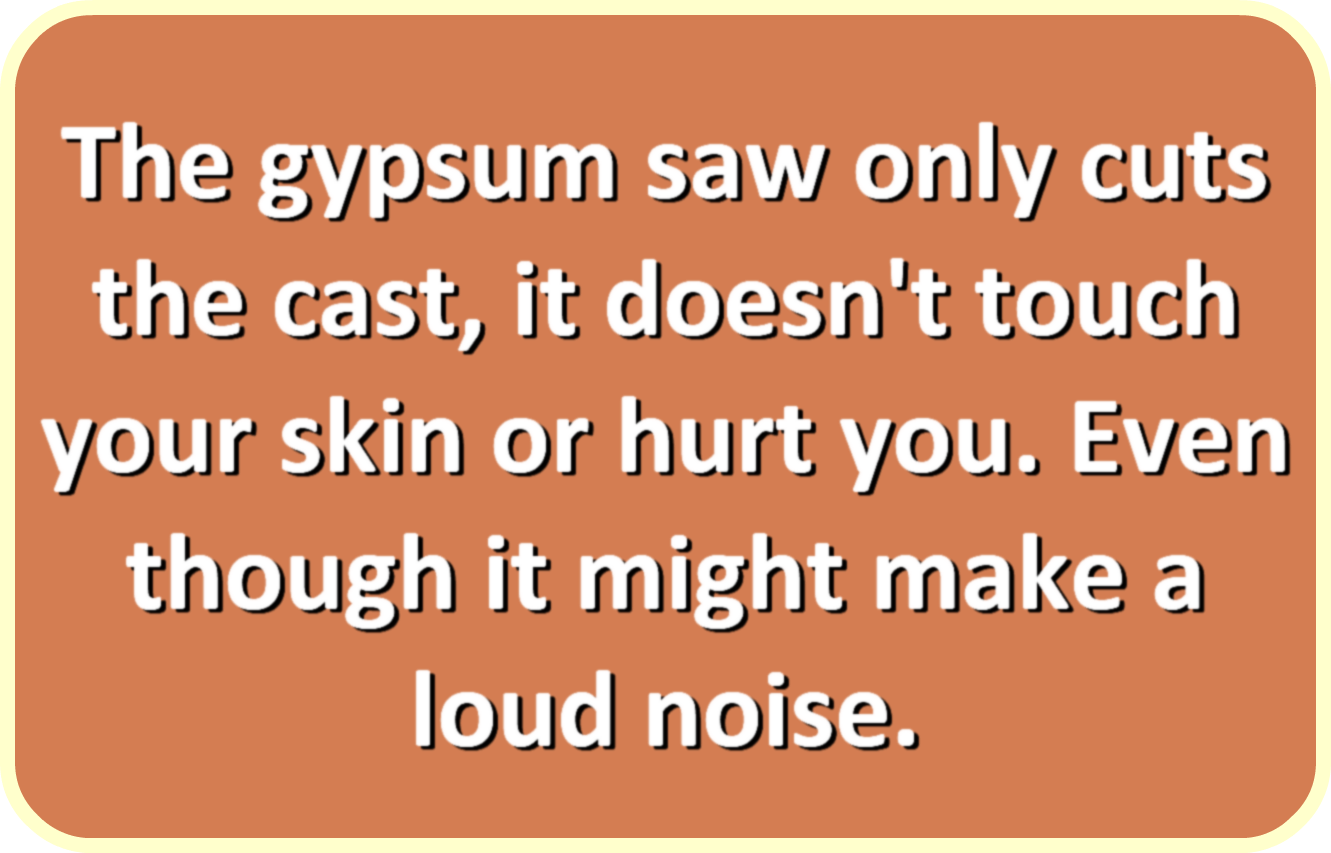 The gypsum saw only cuts
the cast, it doesn't touch
your skin or hurt you. Even
though it might make a
loud noise.